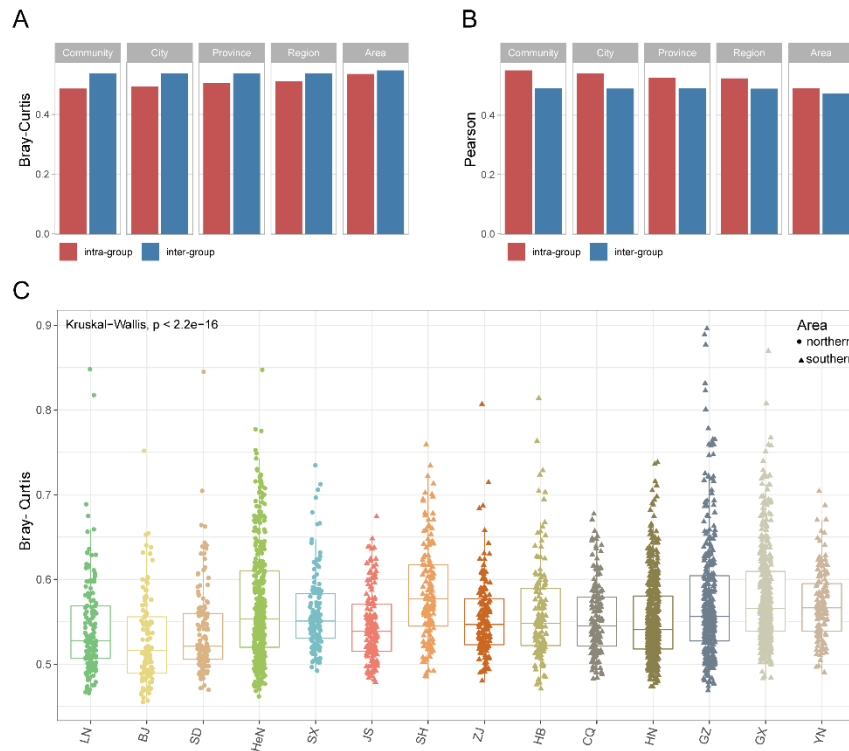 A
Community City Province Region Area
Bray-Curtis
0.4
0.2
0.0
intra-group inter-group
B
Community City Province Region Area
Pearson
0.4
0.2
0.0
intra-group inter-group
C
Kruskal-Wallis, p < 2.2e-16
Area
northern
southern
Bray- Curtis
0.9
0.8
0.7
0.6
0.5
LN BJ SD HeN SX JS SH ZJ HB CQ HN GZ GX YN